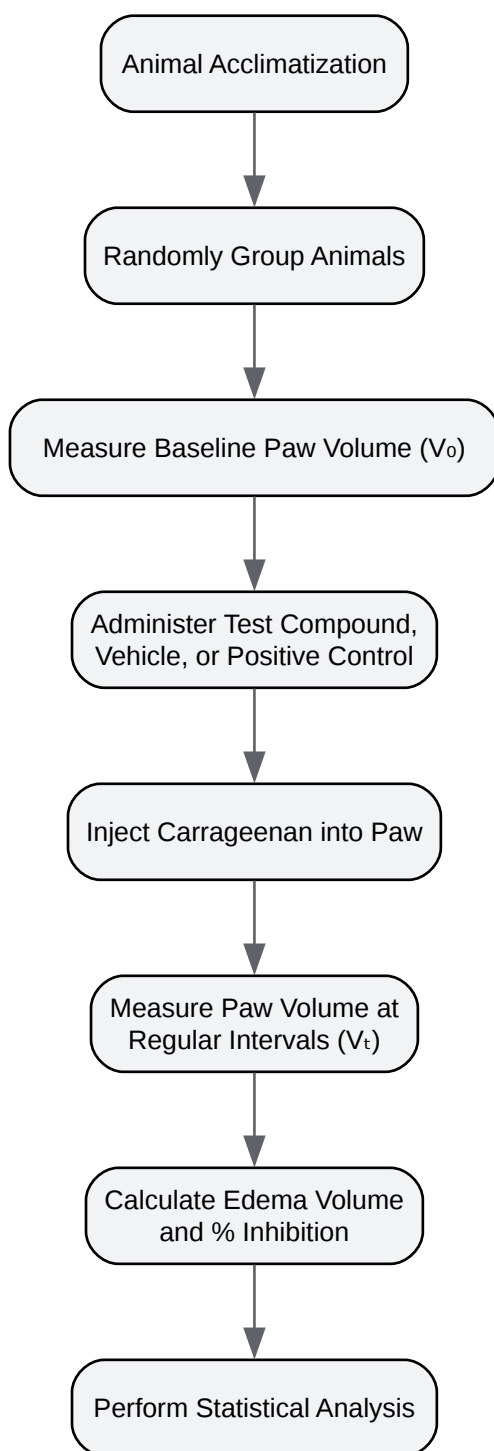 Animal Acclimatization
Randomly Group Animals
Measure Baseline Paw Volume (V₀)
Administer Test Compound,
Vehicle, or Positive Control
Inject Carrageenan into Paw
Measure Paw Volume at
Regular Intervals (Vₜ)
Calculate Edema Volume
and % Inhibition
Perform Statistical Analysis